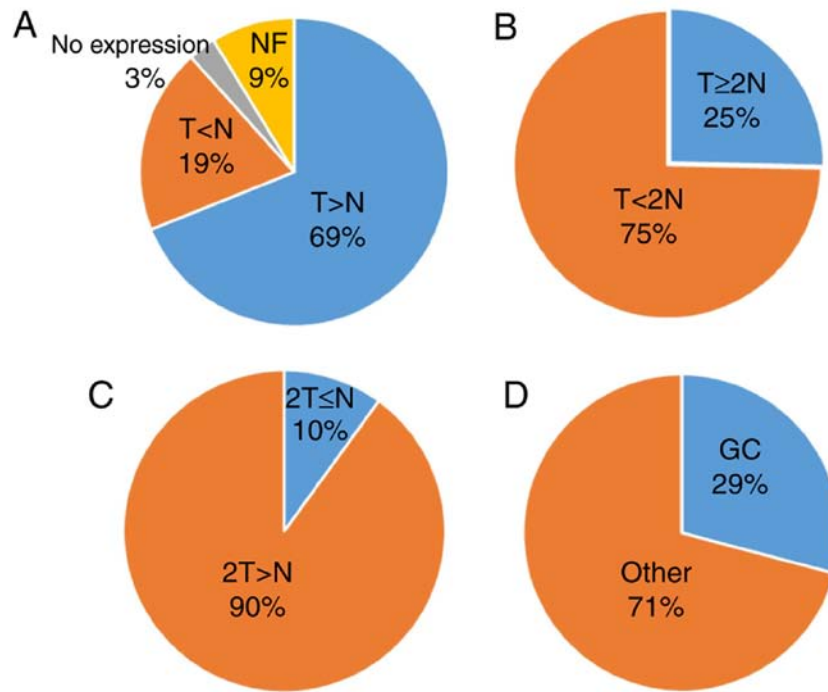 A
No expression
3%
NF
9%
T<N
19%
T>N
69%
B
T≥2N
25%
T<2N
75%
C
2T≤N
10%
2T>N
90%
D
GC
29%
Other
71%